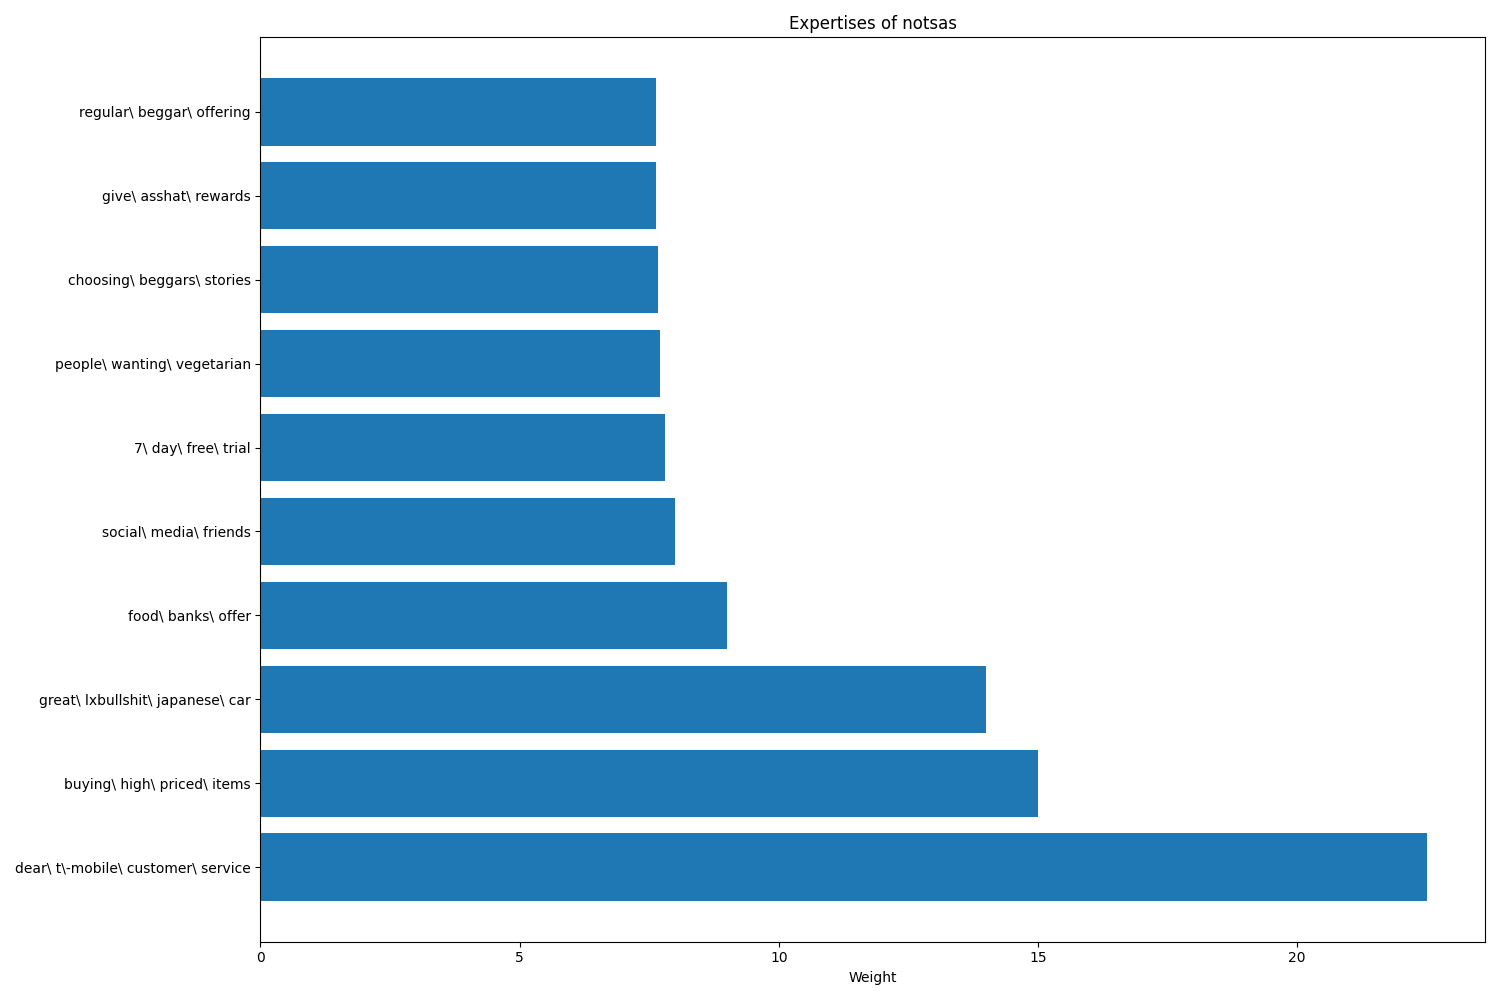 Expertises of notsas
regular\ beggar\ offering
give\ asshat\ rewards
choosing\ beggars\ stories
people\ wanting\ vegetarian
7\ day\ free\ trial
social\ media\ friends
food\ banks\ offer
great\ lxbullshit\ japanese\ car
buying\ high\ priced\ items
dear\ t\-mobile\ customer\ service
0 5 10 15 20
Weight